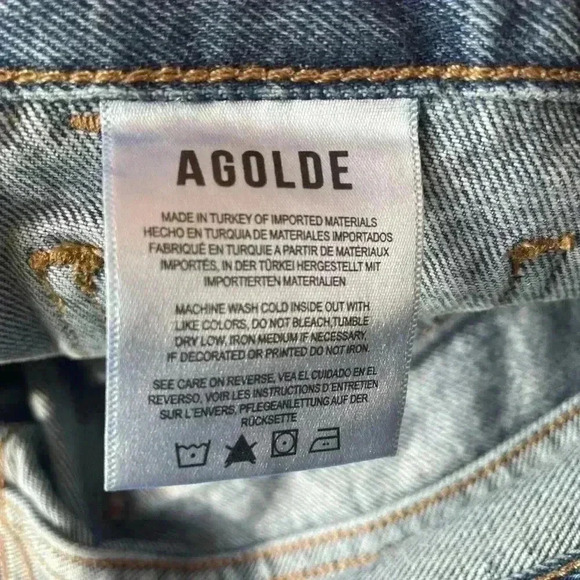 AGOLDE
MADE IN TURKEY OF IMPORTED MATERIALS
HECHO EN TURQUIA DE MATERIALES IMPORTADOS
FABRIQUÉ EN TURQUIE A PARTIR DE MATÉRIAUX
IMPORTÉS, IN DER TÜRKEI HERGESTELLT MIT
IMPORTIERTEN MATERIALIEN
MACHINE WASH COLD INSIDE OUT WITH
LIKE COLORS, DO NOT BLEACH,TUMBLE
DRY LOW, IRON MEDIUM IF NECESSARY.
IF DECORATED OR PRINTED DO NOT IRON.
SEE CARE ON REVERSE, VEA EL CUIDADO EN EL
REVERSO, VOIR LES INSTRUCTIONS D'ENTRETIEN
SUR L'ENVERS, PFLEGEANLEITUNG AUF DER
RÜCKSETTE